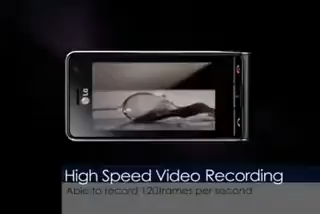 LG
High Speed Video Recording
Able to record 120frames per second